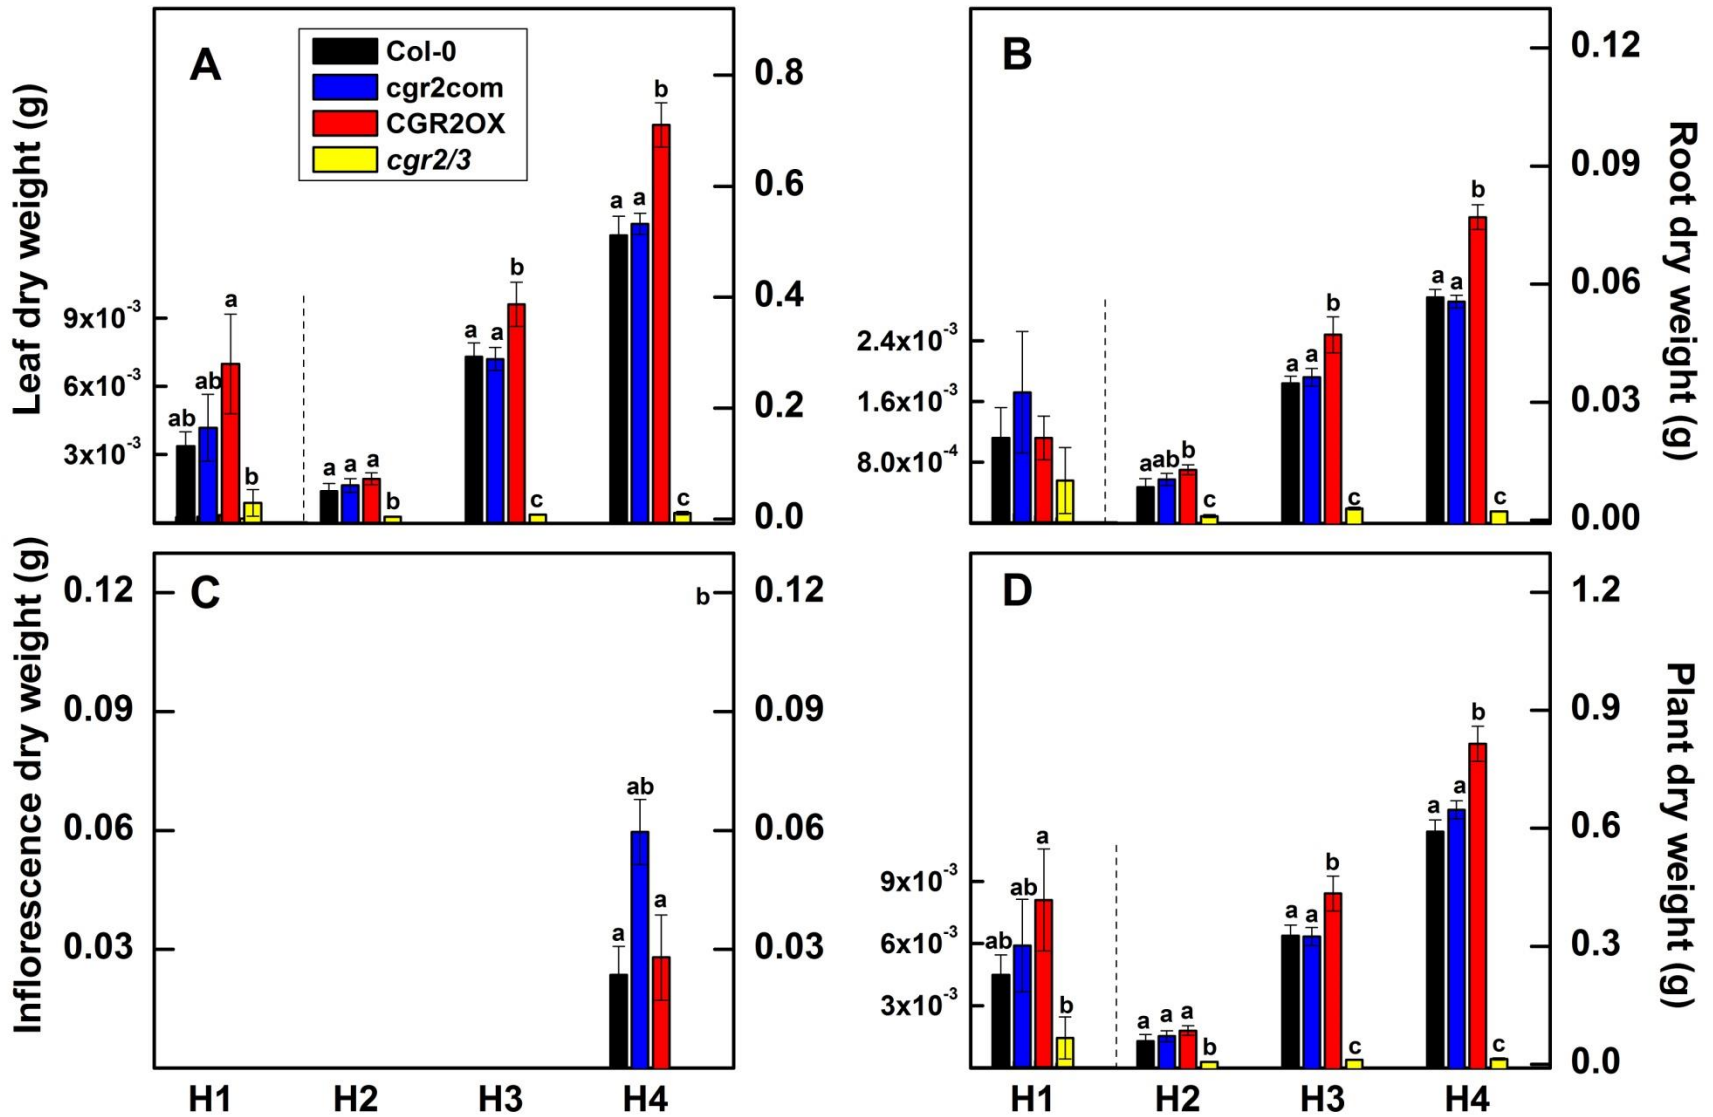 A
Col-0
cgr2com
CGR2OX
cgr2/3
Leaf dry weight (g)
9x10⁻³
6x10⁻³
3x10⁻³
0.8
0.6
0.4
0.2
0.0
ab
ab
a
b
a
a
a
b
a
a
b
c
a
a
b
c
B
Root dry weight (g)
2.4x10⁻³
1.6x10⁻³
8.0x10⁻⁴
0.12
0.09
0.06
0.03
0.00
a
ab
b
c
a
a
b
c
a
a
b
c
C
Inflorescence dry weight (g)
0.12
0.09
0.06
0.03
0.12
0.09
0.06
0.03
b
a
ab
a
H1
H2
H3
H4
D
Plant dry weight (g)
9x10⁻³
6x10⁻³
3x10⁻³
1.2
0.9
0.6
0.3
0.0
ab
ab
a
b
a
a
a
b
a
a
b
c
a
a
b
c
H1
H2
H3
H4